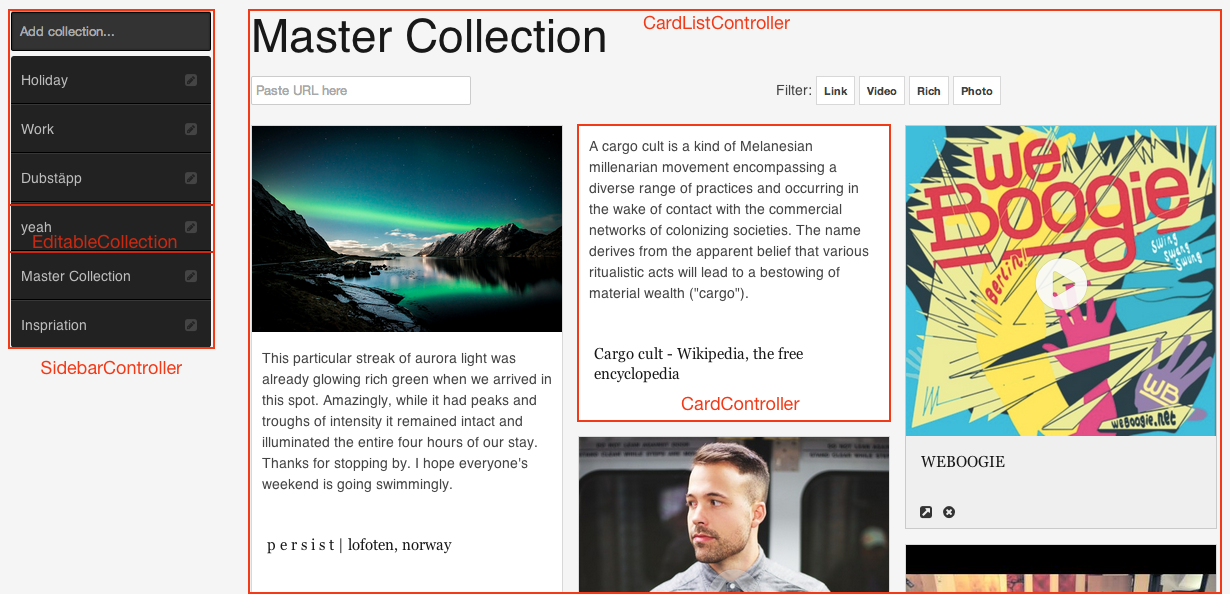 Add collection...
Holiday
Work
Dubstäpp
yeah
EditableCollection
Master Collection
Inspriation
SidebarController
Master Collection
CardListController
Paste URL here
Filter: Link Video Rich Photo
This particular streak of aurora light was
already glowing rich green when we arrived in
this spot. Amazingly, while it had peaks and
troughs of intensity it remained intact and
illuminated the entire four hours of our stay.
Thanks for stopping by. I hope everyone's
weekend is going swimmingly.
p e r s i s t | lofoten, norway
A cargo cult is a kind of Melanesian
millenarian movement encompassing a
diverse range of practices and occurring in
the wake of contact with the commercial
networks of colonizing societies. The name
derives from the apparent belief that various
ritualistic acts will lead to a bestowing of
material wealth ("cargo").
Cargo cult - Wikipedia, the free
encyclopedia
CardController
we
Boogie
Berlin!
Swing
Swang
Swung
WB
weboogie.net
WEBOOGIE